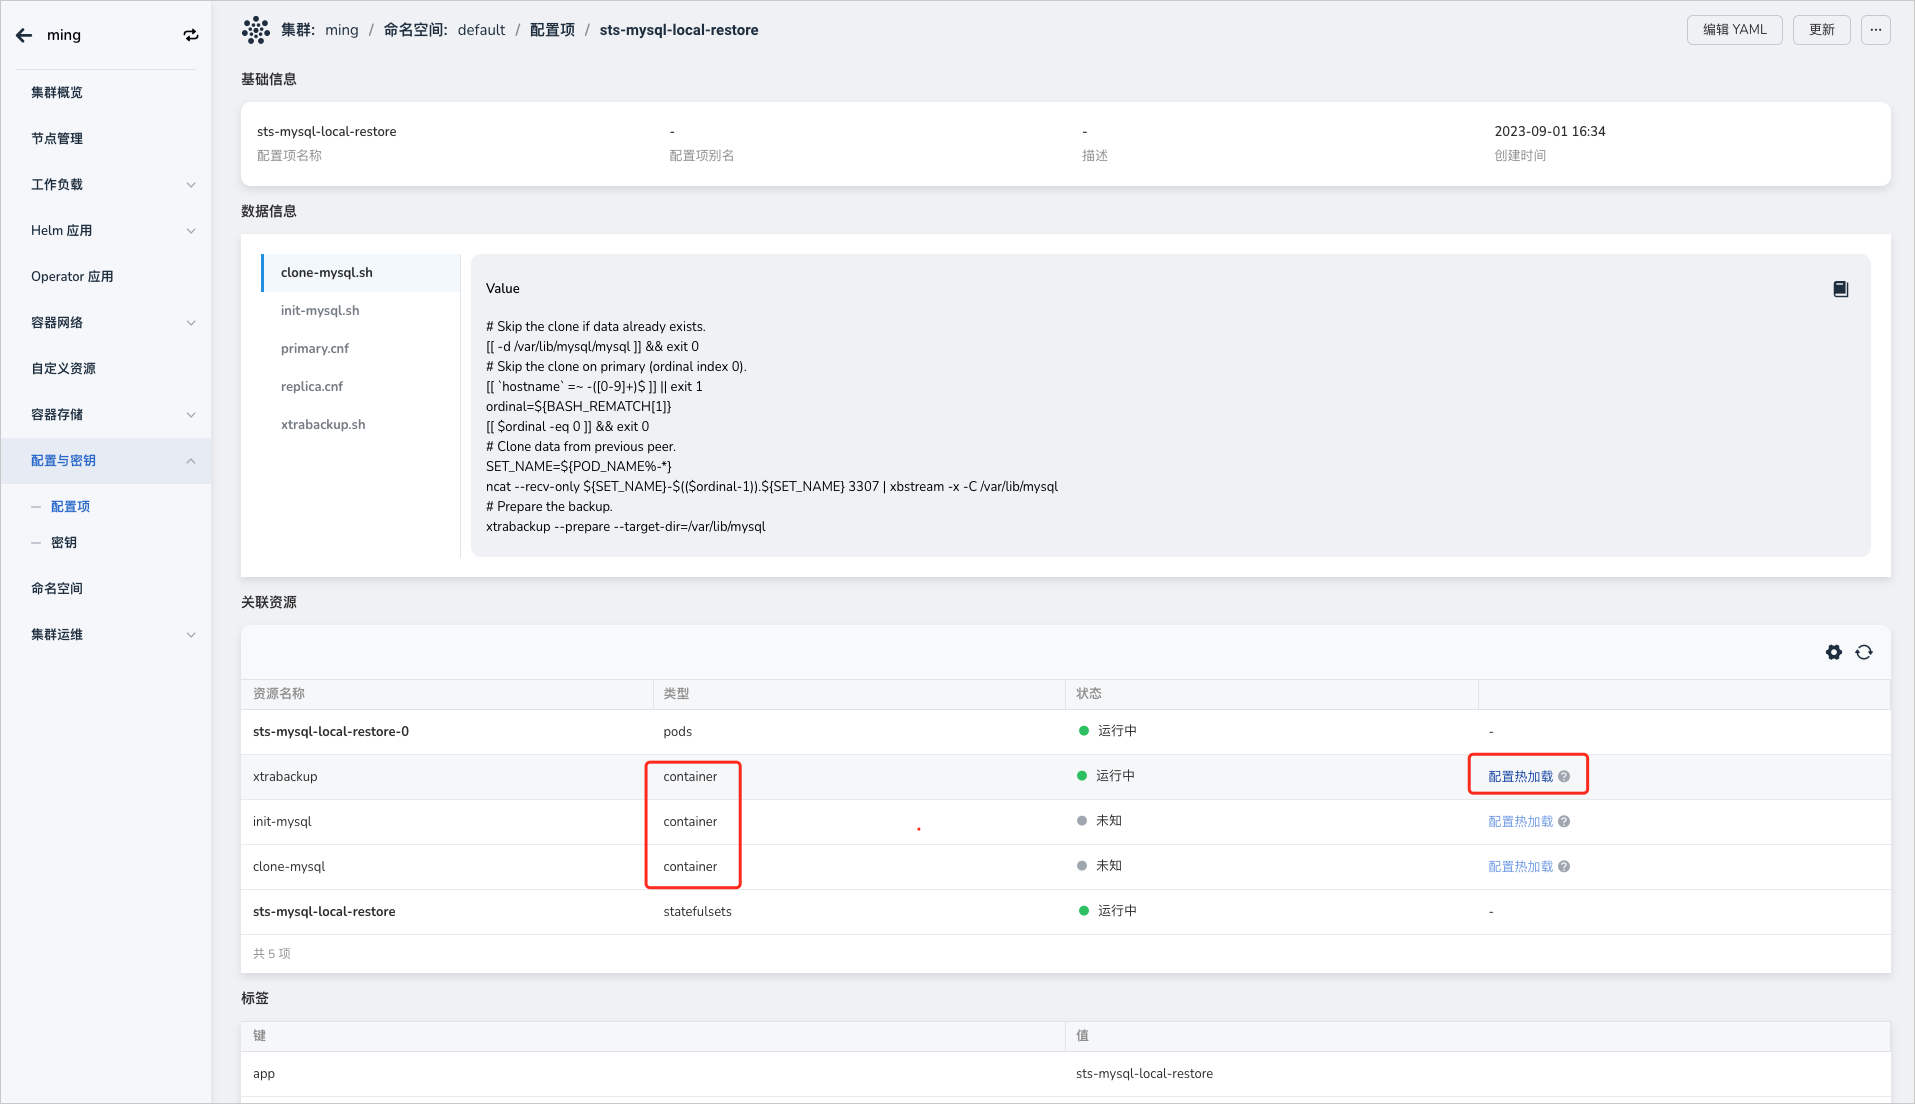 ming
集群概览
节点管理
工作负载
Helm 应用
Operator 应用
容器网络
自定义资源
容器存储
配置与密钥
配置项
密钥
命名空间
集群运维
集群: ming / 命名空间: default / 配置项 / sts-mysql-local-restore
编辑 YAML 更新 ...
基础信息
sts-mysql-local-restore - - 2023-09-01 16:34
配置项名称 配置项别名 描述 创建时间
数据信息
clone-mysql.sh
init-mysql.sh
primary.cnf
replica.cnf
xtrabackup.sh
Value
# Skip the clone if data already exists.
[[ -d /var/lib/mysql/mysql ]] && exit 0
# Skip the clone on primary (ordinal index 0).
[[ `hostname` =~ -([0-9]+)$ ]] || exit 1
ordinal=${BASH_REMATCH[1]}
[[ $ordinal -eq 0 ]] && exit 0
# Clone data from previous peer.
SET_NAME=${POD_NAME%-*}
ncat --recv-only ${SET_NAME}-$(($ordinal-1)).${SET_NAME} 3307 | xbstream -x -C /var/lib/mysql
# Prepare the backup.
xtrabackup --prepare --target-dir=/var/lib/mysql
关联资源
资源名称 类型 状态
sts-mysql-local-restore-0 pods 运行中 -
xtrabackup container 运行中 配置热加载 ?
init-mysql container 未知 配置热加载 ?
clone-mysql container 未知 配置热加载 ?
sts-mysql-local-restore statefulsets 运行中 -
共 5 项
标签
键 值
app sts-mysql-local-restore